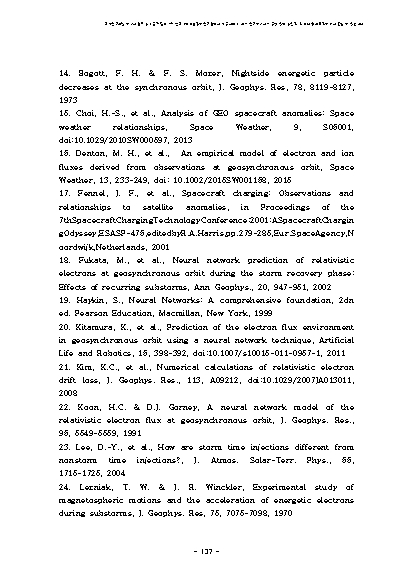 14. Bogott, F. H. & F. S. Mozer, Nightside energetic particle
decreases at the synchronous orbit, J. Geophys. Res, 78, 8119-8127,
1973
15. Choi, H.-S., et al., Analysis of GEO spacecraft anomalies: Space
weather relationships, Space Weather, 9, S06001,
doi:10.1029/2010SW000597, 2013
16. Denton, M. H., et al., An empirical model of electron and ion
fluxes derived from observations at geosynchronous orbit, Space
Weather, 13, 233-249, doi: 10.1002/2015SW001168, 2015
17. Fennel, J. F., et al., Spacecraft charging: Observations and
relationships to satellite anomalies, in Proceedings of the
7thSpacecraftChargingTechnologyConference:2001:ASpacecraftChargin
gOdyssey,ESASP-476,editedbyR.A.Harris,pp.279-285,Eur.SpaceAgency,N
oordwijk,Netherlands, 2001
18. Fukata, M., et al., Neural network prediction of relativistic
electrons at geosynchronous orbit during the storm recovery phase:
Effects of recurring substorms, Ann Geophys., 20, 947-951, 2002
19. Haykin, S., Neural Networks: A comprehensive foundation, 2dn
ed. Pearson Education, Macmillan, New York, 1999
20. Kitamura, K., et al., Prediction of the electron flux environment
in geosynchronous orbit using a neural network technique, Artificial
Life and Robotics, 16, 398-392, doi:10.1007/s10015-011-0957-1, 2011
21. Kim, K.C., et al., Numerical calculations of relativistic electron
drift loss, J. Geophys. Res., 113, A09212, doi:10.1029/2007JA013011,
2008
22. Koon, H.C. & D.J. Gorney, A neural network model of the
relativistic electron flux at geosynchronous orbit, J. Geophys. Res.,
96, 5549-5559, 1991
23. Lee, D.-Y., et al., How are storm time injections different from
nonstorm time injections?, J. Atmos. Solar-Terr. Phys., 66,
1715-1725, 2004
24. Lezniak, T. W. & J. R. Winckler, Experimental study of
magnetospheric motions and the acceleration of energetic electrons
during substorms, J. Geophys. Res, 75, 7075-7098, 1970
- 137 -